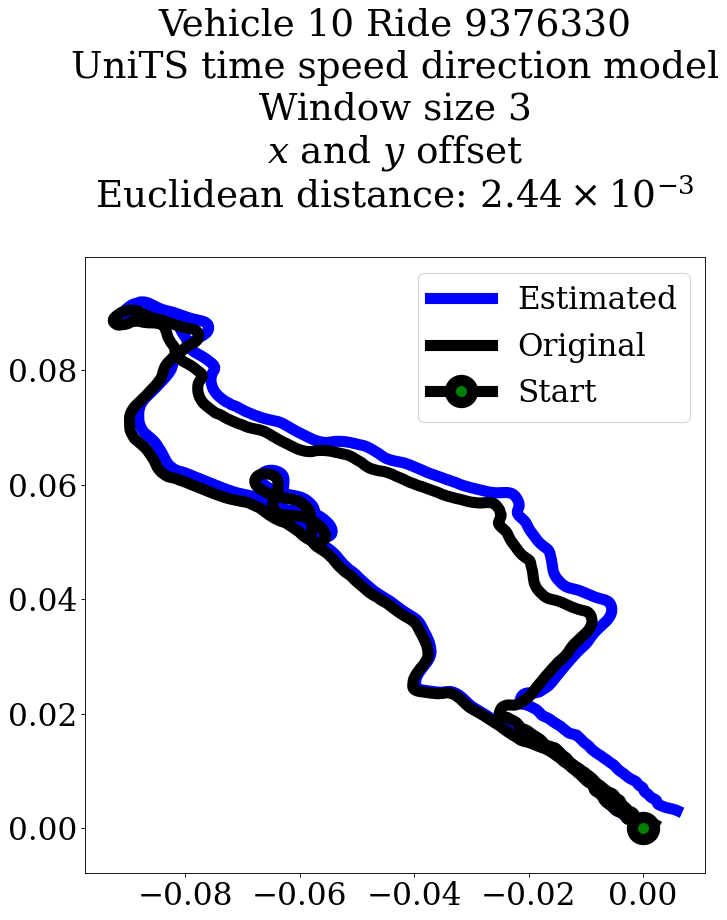 Vehicle 10 Ride 9376330
UniTS time speed direction model
Window size 3
x and y offset
Euclidean distance: 2.44 × 10⁻³
Estimated
Original
Start
0.08
0.06
0.04
0.02
0.00
−0.08 −0.06 −0.04 −0.02 0.00